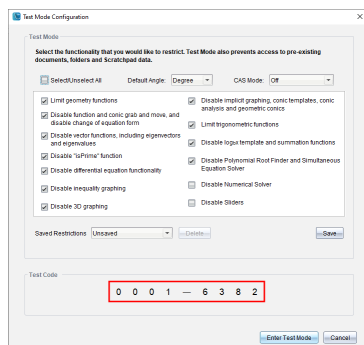 Test Mode Configuration
Test Mode
Select the functionality that you would like to restrict. Test Mode also prevents access to pre-existing
documents, folders and Scratchpad data.
Select/Unselect All Default Angle: Degree CAS Mode: Off
Limit geometry functions
Disable function and conic grab and move, and
disable change of equation form
Disable vector functions, including eigenvectors
and eigenvalues
Disable "isPrime" function
Disable differential equation functionality
Disable inequality graphing
Disable 3D graphing
Disable implicit graphing, conic templates, conic
analysis and geometric conics
Limit trigonometric functions
Disable logₐx template and summation functions
Disable Polynomial Root Finder and Simultaneous
Equation Solver
Disable Numerical Solver
Disable Sliders
Saved Restrictions Unsaved Delete Save
Test Code
0 0 0 1 — 6 3 8 2
Enter Test Mode Cancel